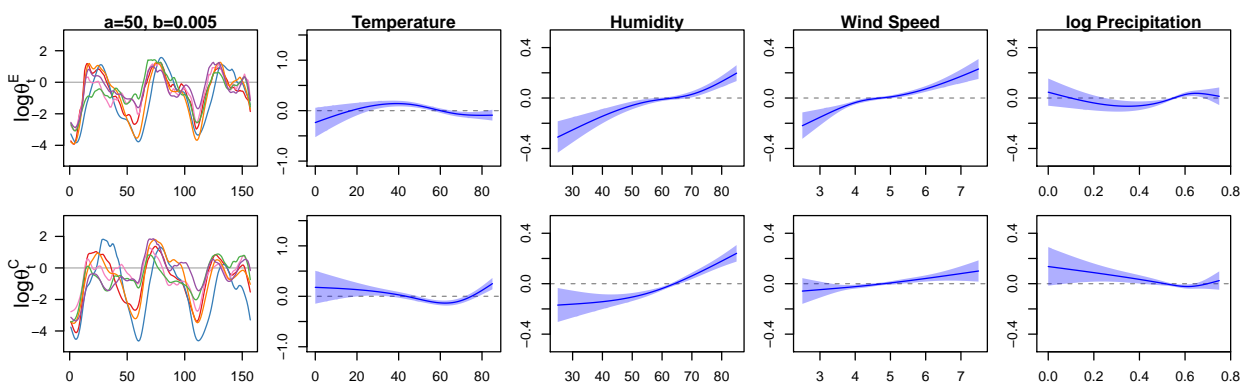 a=50, b=0.005 Temperature Humidity Wind Speed log Precipitation
logθtE
−4 −2 0 2
−1.0 0.0 1.0
−0.4 0.0 0.4
−0.4 0.0 0.4
−0.4 0.0 0.4
0 50 100 150
0 20 40 60 80
30 40 50 60 70 80
3 4 5 6 7
0.0 0.2 0.4 0.6 0.8
logθtC
−4 −2 0 2
−1.0 0.0 1.0
−0.4 0.0 0.4
−0.4 0.0 0.4
−0.4 0.0 0.4
0 50 100 150
0 20 40 60 80
30 40 50 60 70 80
3 4 5 6 7
0.0 0.2 0.4 0.6 0.8